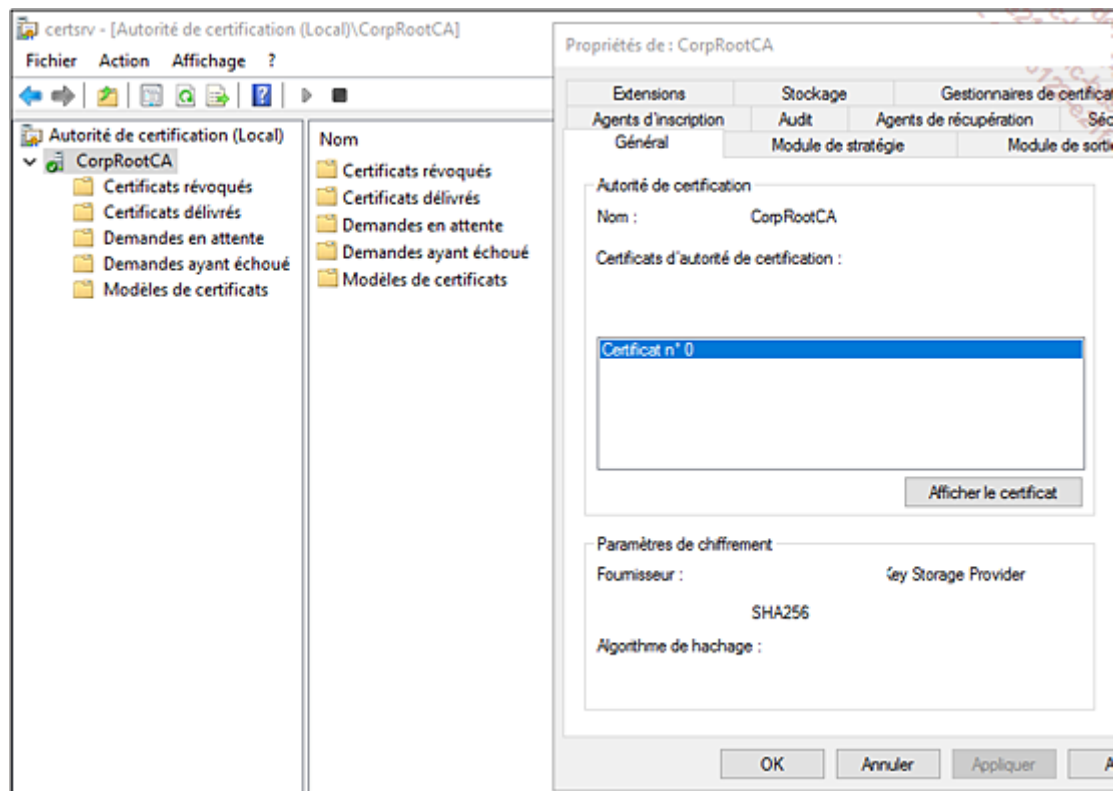 certsrv - [Autorité de certification (Local)\CorpRootCA]
Fichier Action Affichage ?
Autorité de certification (Local)
CorpRootCA
Certificats révoqués
Certificats délivrés
Demandes en attente
Demandes ayant échoué
Modèles de certificats
Nom
Certificats révoqués
Certificats délivrés
Demandes en attente
Demandes ayant échoué
Modèles de certificats
Propriétés de : CorpRootCA
Extensions Stockage Gestionnaires de certificat
Agents d'inscription Audit Agents de récupération Séc
Général Module de stratégie Module de sortie
Autorité de certification
Nom : CorpRootCA
Certificats d'autorité de certification :
Certificat n° 0
Afficher le certificat
Paramètres de chiffrement
Fournisseur : Key Storage Provider
SHA256
Algorithme de hachage :
OK Annuler Appliquer A